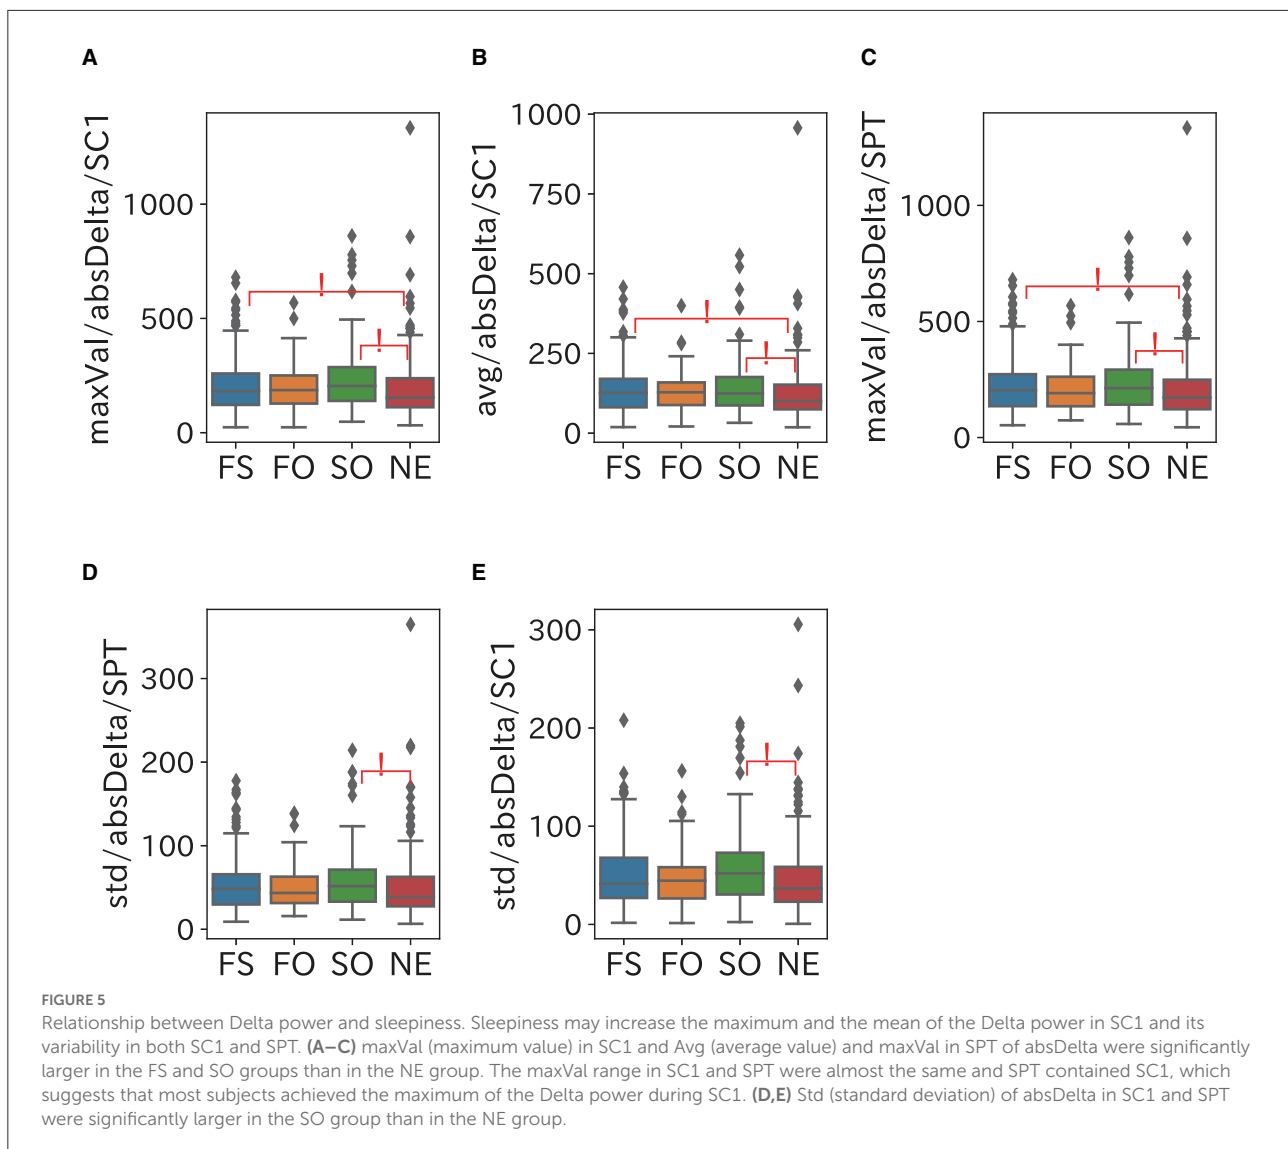 A
B
C
maxVal/absDelta/SC1
1000
500
0
!
!
FS FO SO NE
avg/absDelta/SC1
1000
750
500
250
0
!
!
FS FO SO NE
maxVal/absDelta/SPT
1000
500
0
!
!
FS FO SO NE
D
E
std/absDelta/SPT
300
200
100
0
!
FS FO SO NE
std/absDelta/SC1
300
200
100
0
!
FS FO SO NE
FIGURE 5
Relationship between Delta power and sleepiness. Sleepiness may increase the maximum and the mean of the Delta power in SC1 and its
variability in both SC1 and SPT. (A–C) maxVal (maximum value) in SC1 and Avg (average value) and maxVal in SPT of absDelta were significantly
larger in the FS and SO groups than in the NE group. The maxVal range in SC1 and SPT were almost the same and SPT contained SC1, which
suggests that most subjects achieved the maximum of the Delta power during SC1. (D,E) Std (standard deviation) of absDelta in SC1 and SPT
were significantly larger in the SO group than in the NE group.